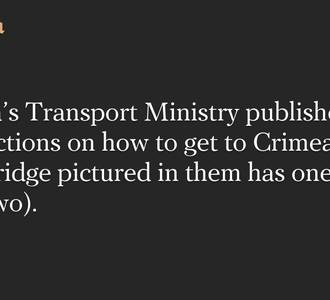 ’s Transport Ministry publishe
ctions on how to get to Crimea
ridge pictured in them has one
wo).